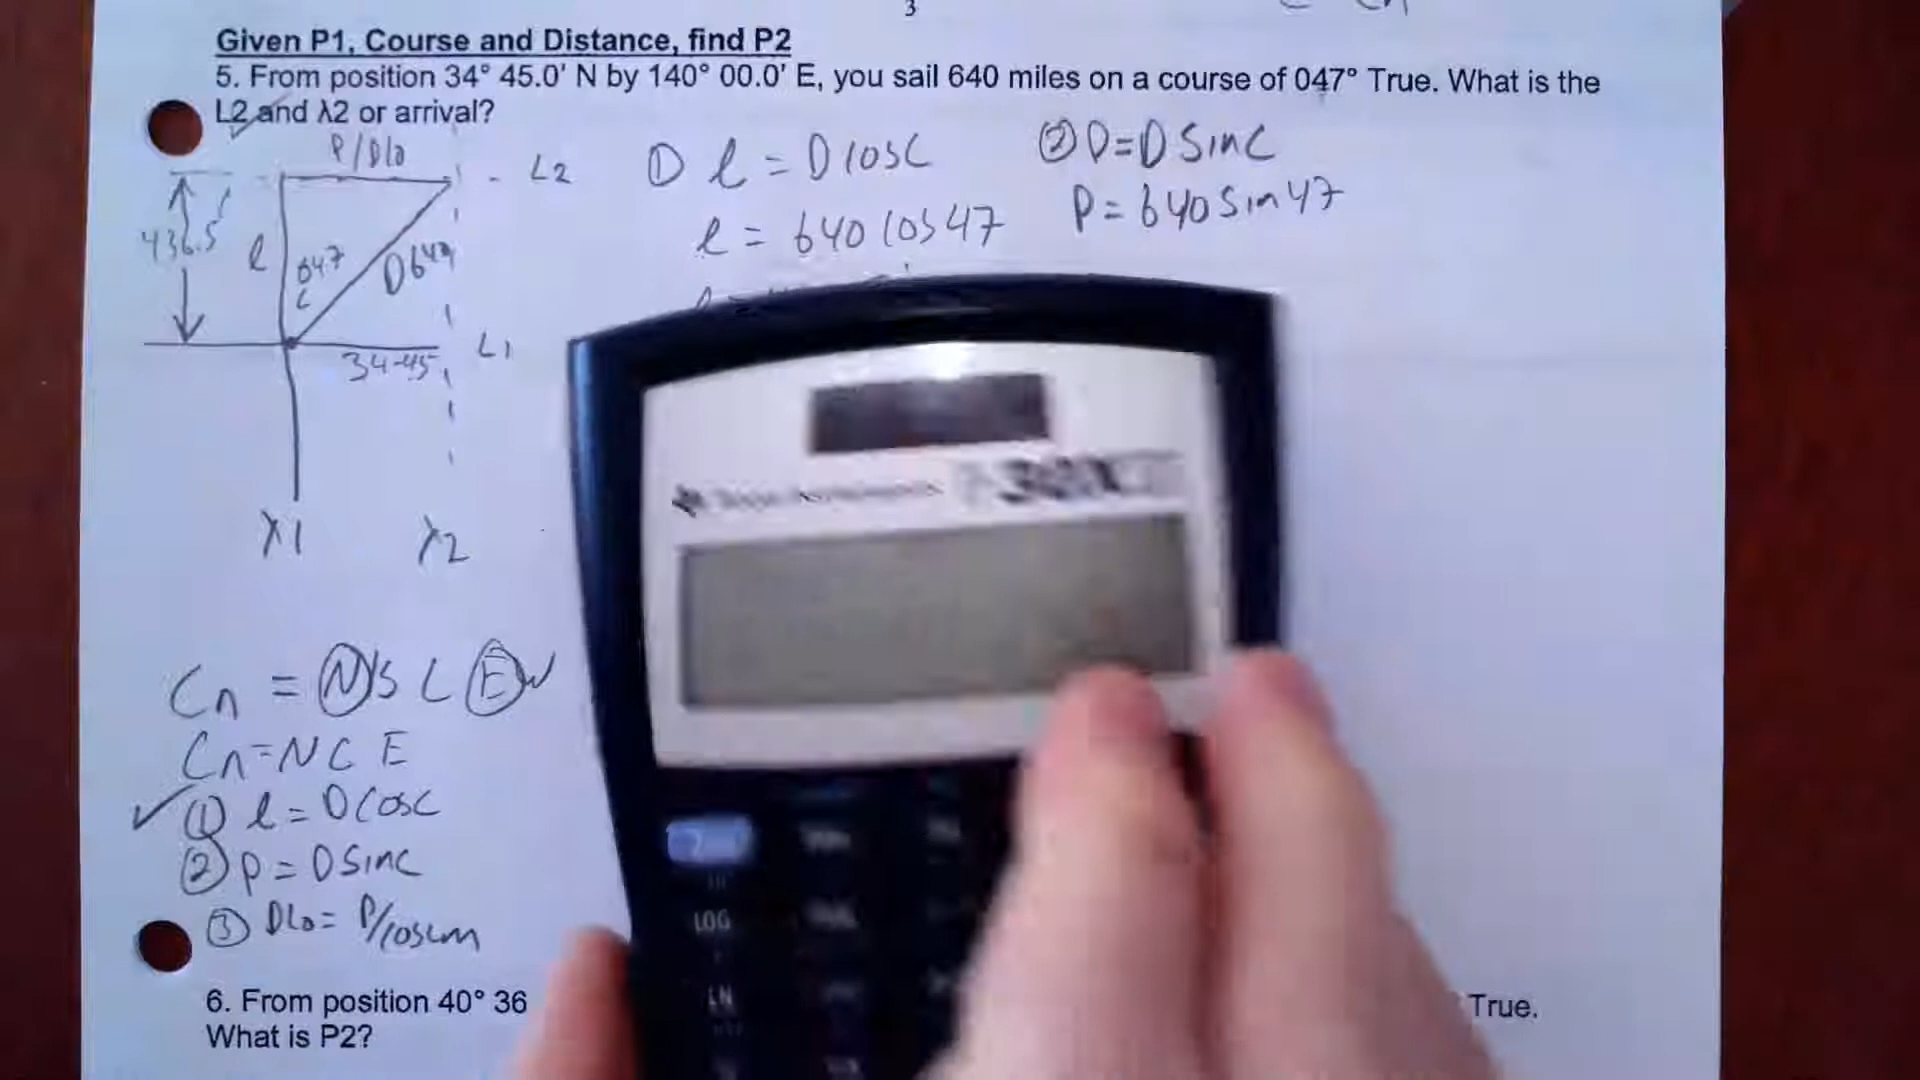 3
Given P1, Course and Distance, find P2
5. From position 34° 45.0' N by 140° 00.0' E, you sail 640 miles on a course of 047° True. What is the
L2 and λ2 or arrival?
P/Dlo
L2
436.5
l
047
C
D 640
34-45
L1
λ1
λ2
① l = D cos C
l = 640 cos 47
② P = D Sin C
P = 640 Sin 47
Cn = N/S C E/W
Cn = N C E
① l = D Cos C
② P = D Sin C
③ DLo = P/cos Lm
LOG
LN
6. From position 40° 36
True.
What is P2?